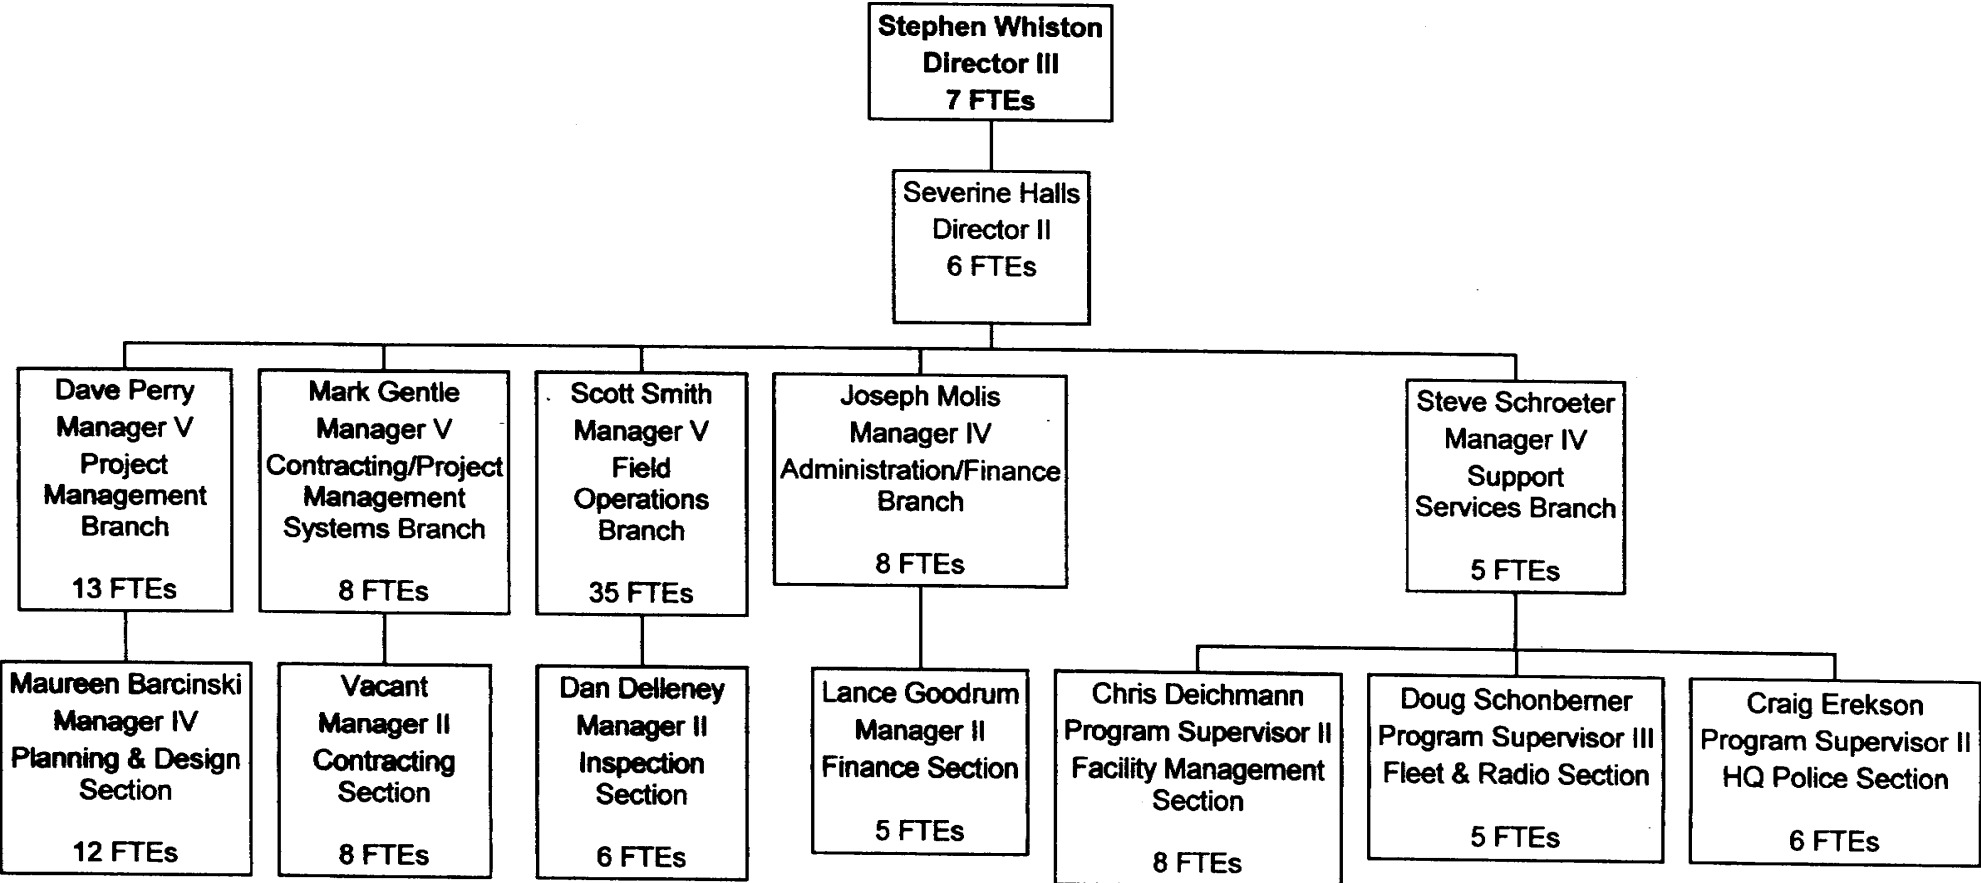 Stephen Whiston
Director III
7 FTEs
Severine Halls
Director II
6 FTEs
Dave Perry
Manager V
Project
Management
Branch
13 FTEs
Mark Gentle
Manager V
Contracting/Project
Management
Systems Branch
8 FTEs
Scott Smith
Manager V
Field
Operations
Branch
35 FTEs
Joseph Molis
Manager IV
Administration/Finance
Branch
8 FTEs
Steve Schroeter
Manager IV
Support
Services Branch
5 FTEs
Maureen Barcinski
Manager IV
Planning & Design
Section
12 FTEs
Vacant
Manager II
Contracting
Section
8 FTEs
Dan Delleney
Manager II
Inspection
Section
6 FTEs
Lance Goodrum
Manager II
Finance Section
5 FTEs
Chris Deichmann
Program Supervisor II
Facility Management
Section
8 FTEs
Doug Schonberner
Program Supervisor III
Fleet & Radio Section
5 FTEs
Craig Erekson
Program Supervisor II
HQ Police Section
6 FTEs